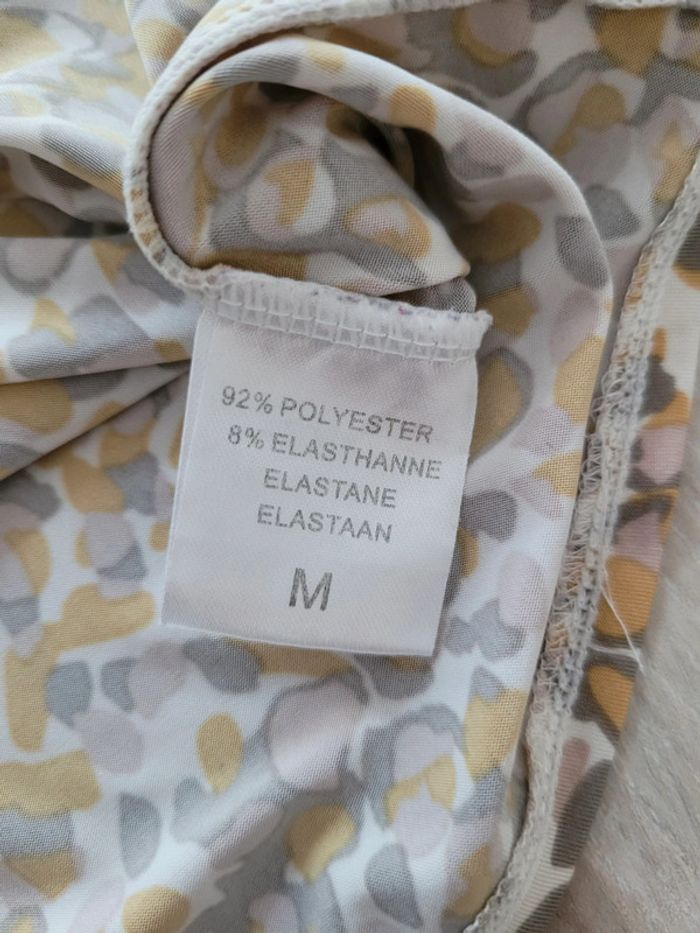 92% POLYESTER
8% ELASTHANNE
ELASTANE
ELASTAAN
M